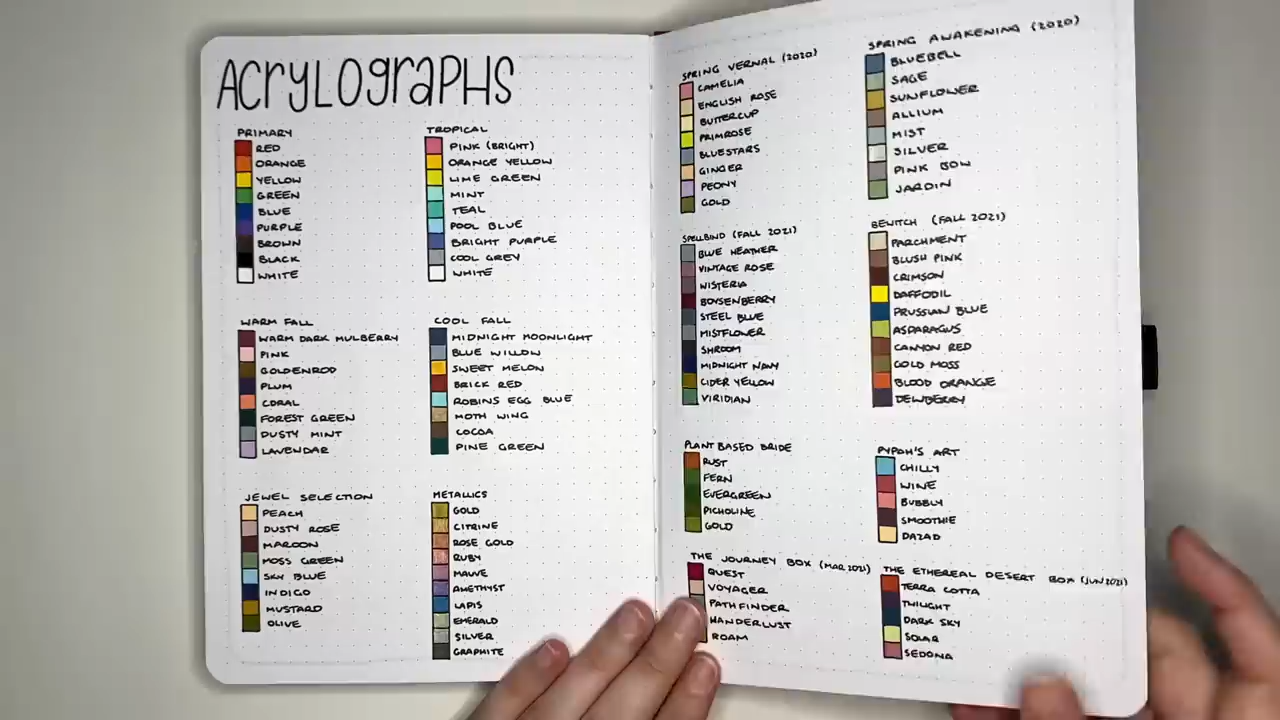 ACRYLOGRAPHS
PRIMARY
RED
ORANGE
YELLOW
GREEN
BLUE
PURPLE
BROWN
BLACK
WHITE
TROPICAL
PINK (BRIGHT)
ORANGE YELLOW
LIME GREEN
MINT
TEAL
POOL BLUE
BRIGHT PURPLE
COOL GREY
WHITE
WARM FALL
WARM DARK MULBERRY
PINK
GOLDENROD
PLUM
CORAL
FOREST GREEN
DUSTY MINT
LAVENDAR
COOL FALL
MIDNIGHT MOONLIGHT
BLUE WILLOW
SWEET MELON
BRICK RED
ROBINS EGG BLUE
MOTH WING
COCOA
PINE GREEN
JEWEL SELECTION
PEACH
DUSTY ROSE
MAROON
MOSS GREEN
SKY BLUE
INDIGO
MUSTARD
OLIVE
METALLICS
GOLD
CITRINE
ROSE GOLD
RUBY
MAUVE
AMETHYST
LAPIS
EMERALD
SILVER
GRAPHITE
SPRING VERNAL (2020)
CAMELIA
ENGLISH ROSE
BUTTERCUP
PRIMROSE
BLUESTARS
GINGER
PEONY
GOLD
SPRING AWAKENING (2020)
BLUEBELL
SAGE
SUNFLOWER
ALLIUM
MIST
SILVER
PINK BOW
JARDIN
SPELLBIND (FALL 2021)
BLUE HEATHER
VINTAGE ROSE
WISTERIA
BOYSENBERRY
STEEL BLUE
MISTFLOWER
SHROOM
MIDNIGHT NAVY
CIDER YELLOW
VIRIDIAN
BEWITCH (FALL 2021)
PARCHMENT
BLUSH PINK
CRIMSON
DAFFODIL
PRUSSIAN BLUE
ASPARAGUS
CANYON RED
GOLD MOSS
BLOOD ORANGE
DEWBERRY
PLANT BASED BRIDE
RUST
FERN
EVERGREEN
PICHOLINE
GOLD
PYPAH'S ART
CHILLY
WINE
BUBBLY
SMOOTHIE
DAZAD
THE JOURNEY BOX (MAR 2021)
QUEST
VOYAGER
PATHFINDER
WANDERLUST
ROAM
THE ETHEREAL DESERT BOX (JUN 2021)
TERRA COTTA
TWILIGHT
DARK SKY
SOLAR
SEDONA